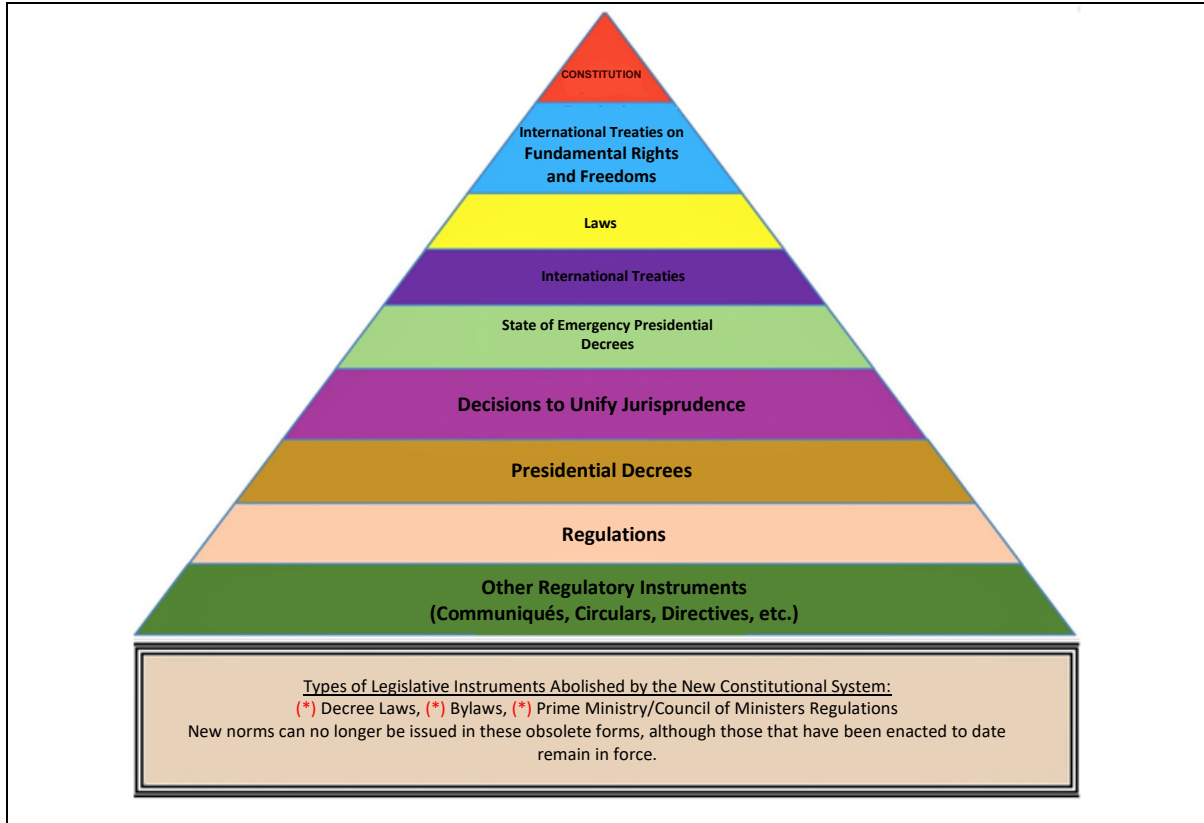 CONSTITUTION
International Treaties on
Fundamental Rights
and Freedoms
Laws
International Treaties
State of Emergency Presidential
Decrees
Decisions to Unify Jurisprudence
Presidential Decrees
Regulations
Other Regulatory Instruments
(Communiqués, Circulars, Directives, etc.)
Types of Legislative Instruments Abolished by the New Constitutional System:
(*) Decree Laws, (*) Bylaws, (*) Prime Ministry/Council of Ministers Regulations
New norms can no longer be issued in these obsolete forms, although those that have been enacted to date
remain in force.